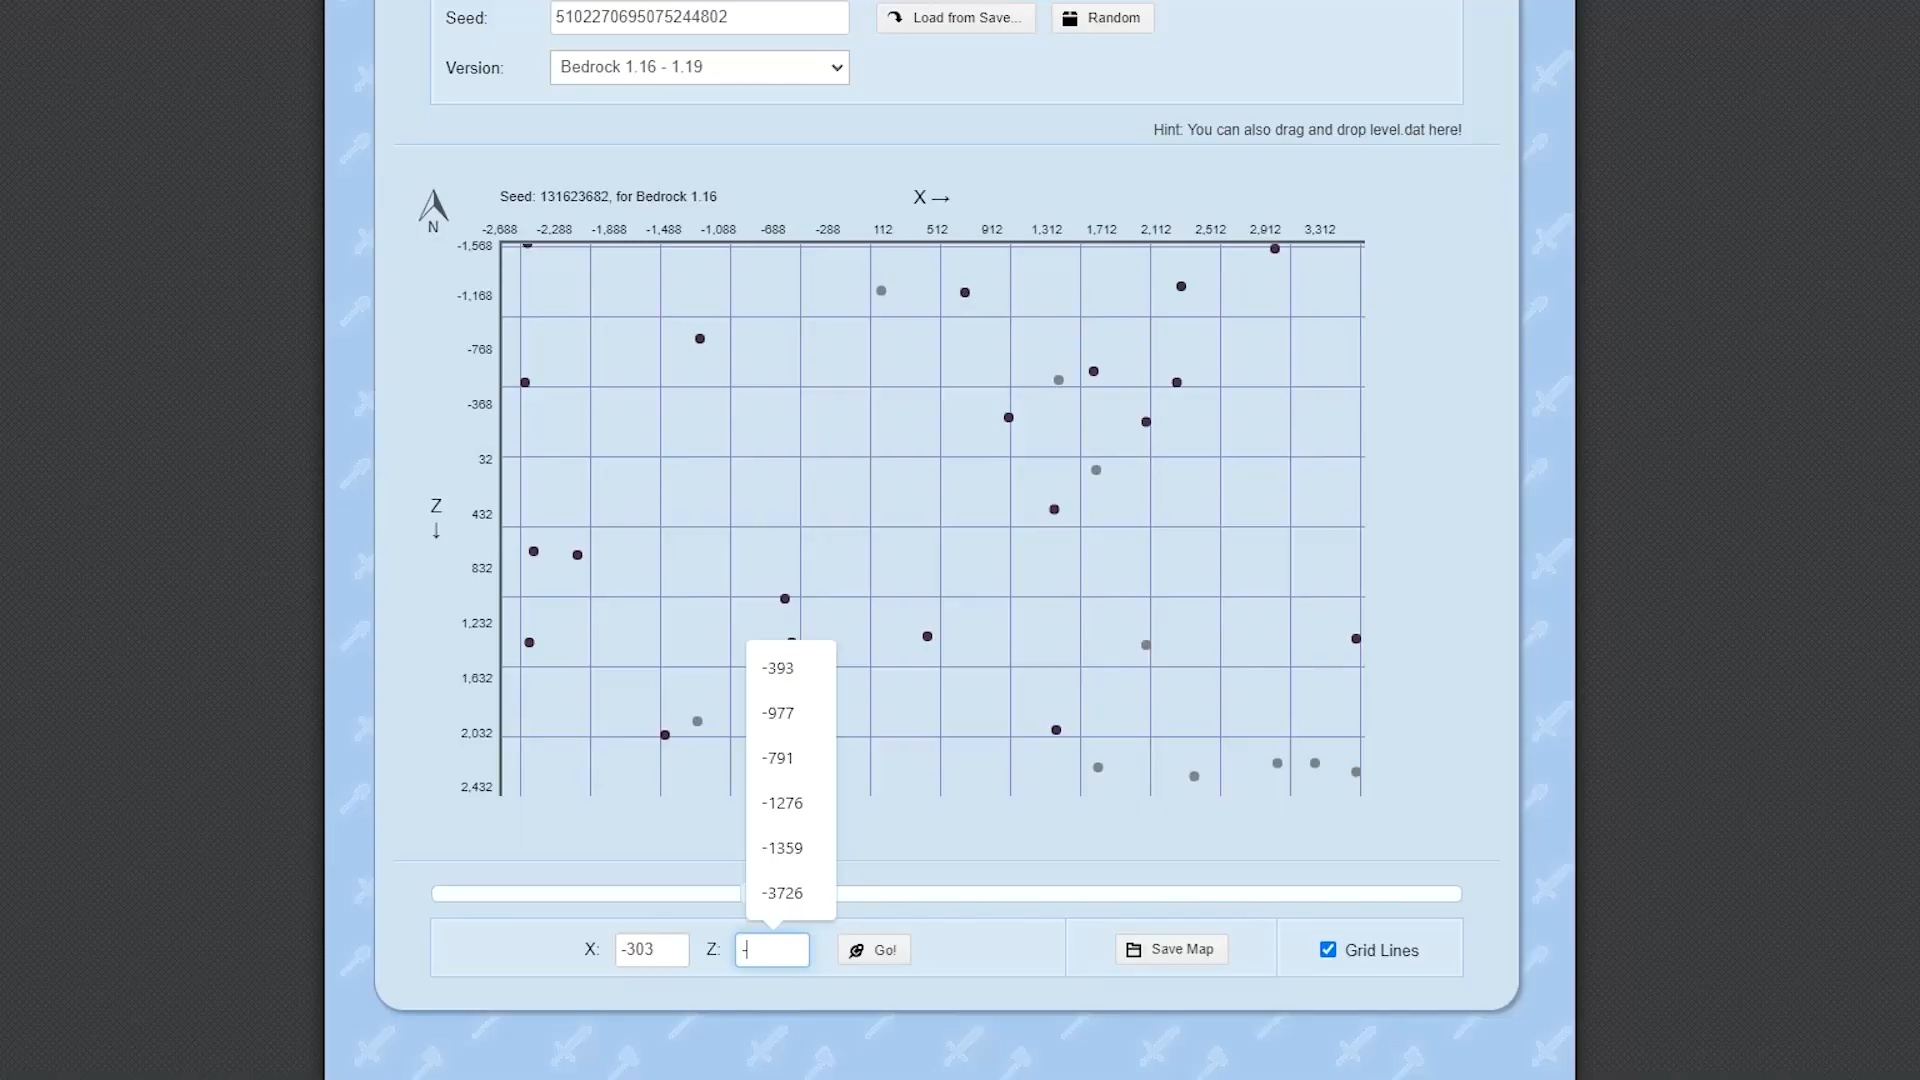 Seed: 5102270695075244802 Load from Save... Random
Version: Bedrock 1.16 - 1.19
Hint: You can also drag and drop level.dat here!
Seed: 131623682, for Bedrock 1.16 X →
N
-2,688 -2,288 -1,888 -1,488 -1,088 -688 -288 112 512 912 1,312 1,712 2,112 2,512 2,912 3,312
-1,568
-1,168
-768
-368
32
Z
↓
432
832
1,232
1,632
2,032
2,432
-393
-977
-791
-1276
-1359
-3726
X: -303 Z: - Go! Save Map Grid Lines